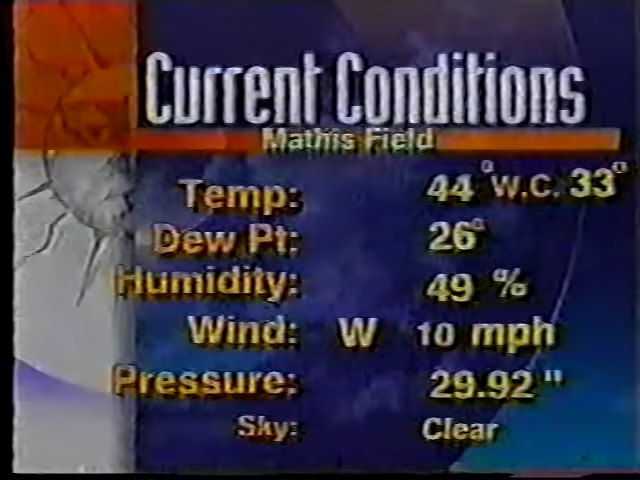 Current Conditions
Mathis Field
Temp: 44° W.C. 33°
Dew Pt: 26°
Humidity: 49 %
Wind: W 10 mph
Pressure: 29.92 "
Sky: Clear